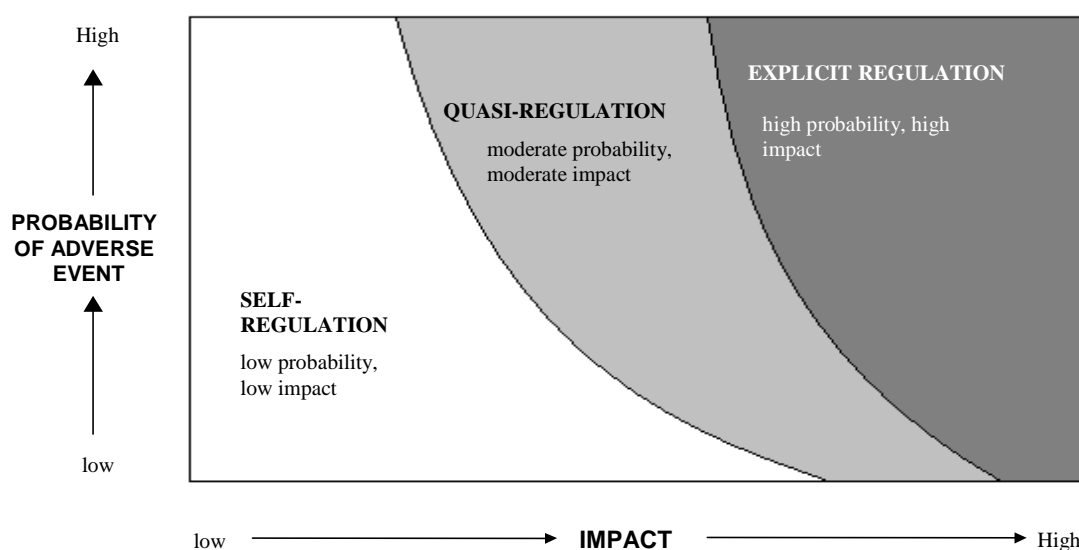 High
PROBABILITY
OF ADVERSE
EVENT
low
EXPLICIT REGULATION
high probability, high
impact
QUASI-REGULATION
moderate probability,
moderate impact
SELF-
REGULATION
low probability,
low impact
low
IMPACT
High